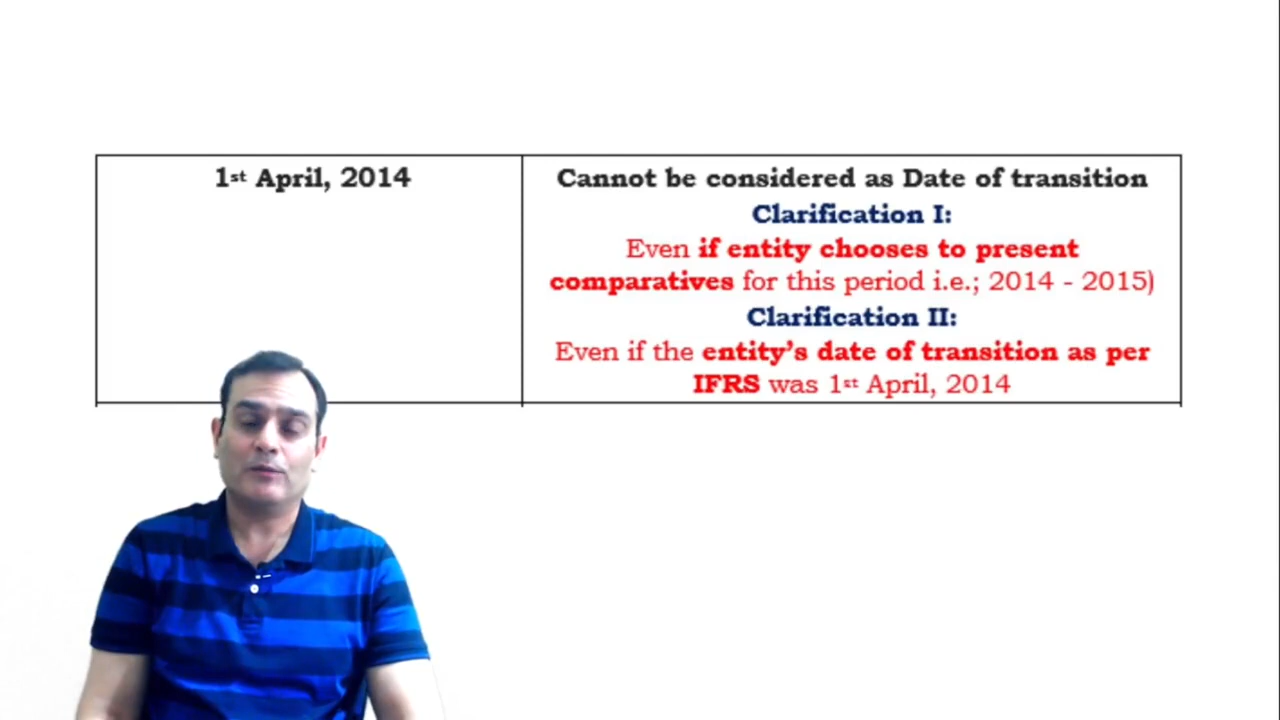 1st April, 2014
Cannot be considered as Date of transition
Clarification I:
Even if entity chooses to present
comparatives for this period i.e.; 2014 - 2015)
Clarification II:
Even if the entity's date of transition as per
IFRS was 1st April, 2014